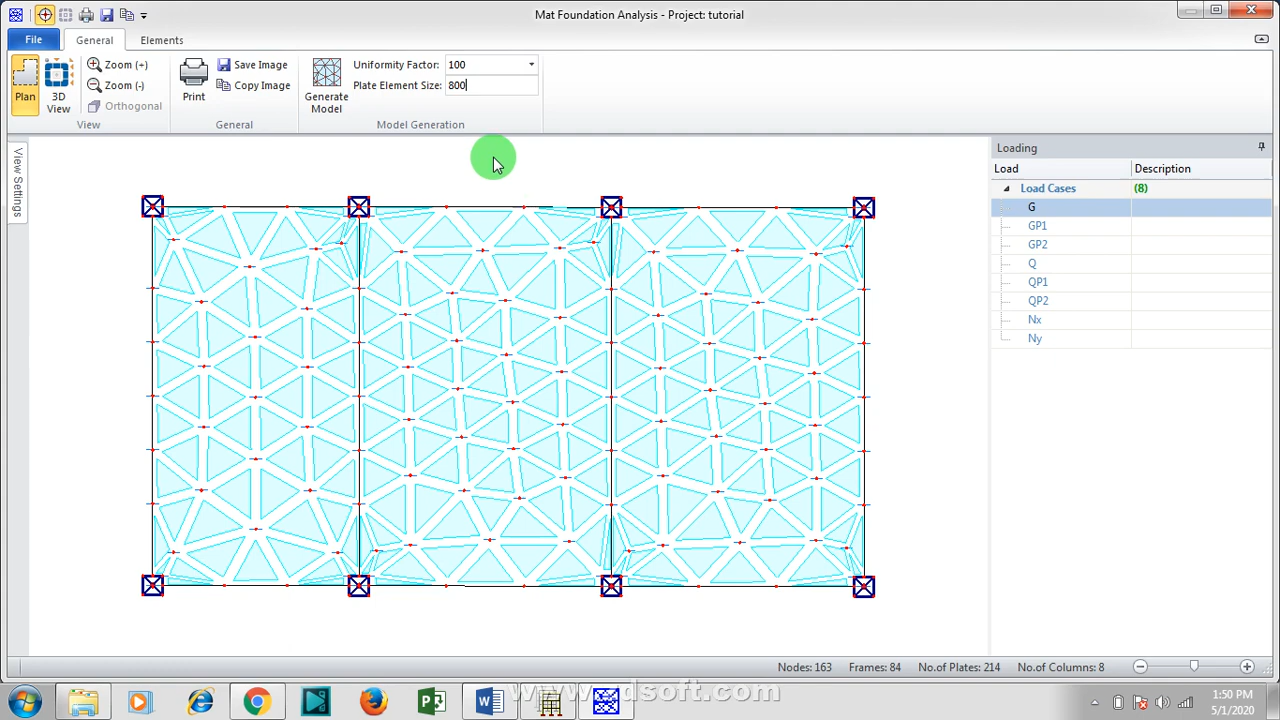 Mat Foundation Analysis - Project: tutorial
File
General
Elements
Plan
3D View
Zoom (+)
Zoom (-)
Orthogonal
View
Print
Save Image
Copy Image
General
Generate Model
Uniformity Factor: 100
Plate Element Size: 800
Model Generation
View Settings
Loading
Load Description
Load Cases (8)
G
GP1
GP2
Q
QP1
QP2
Nx
Ny
Nodes: 163 Frames: 84 No.of Plates: 214 No.of Columns: 8
1:50 PM
5/1/2020